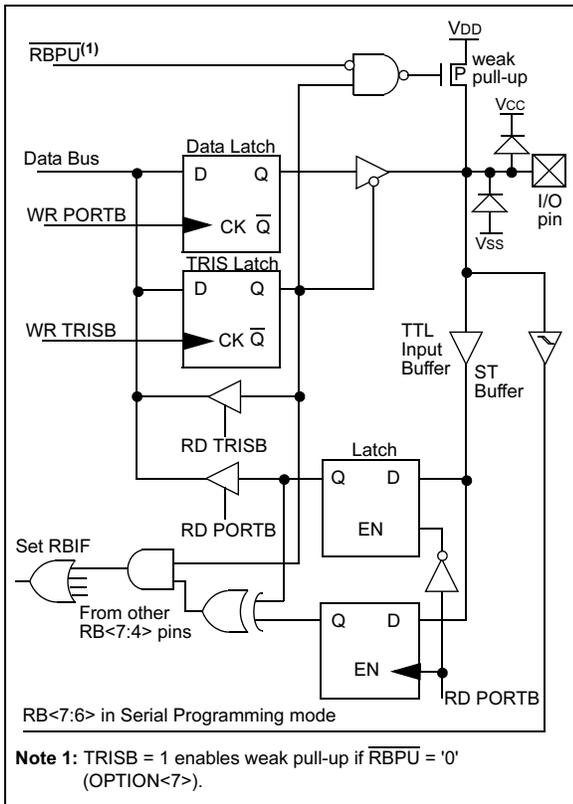 VDD
RBPU(1)
weak
pull-up
P
VCC
Data Latch
Data Bus
D Q
I/O
pin
WR PORTB
CK Q
VSS
TRIS Latch
D Q
WR TRISB
CK Q
TTL
Input
Buffer
ST
Buffer
RD TRISB
Latch
Q D
RD PORTB
EN
Set RBIF
From other
RB<7:4> pins
Q D
EN
RD PORTB
RB<7:6> in Serial Programming mode
Note 1: TRISB = 1 enables weak pull-up if RBPU = '0'
(OPTION<7>).